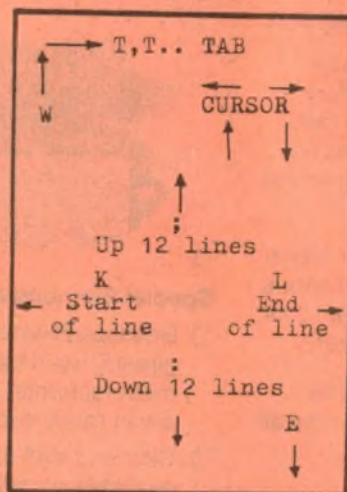 T,T.. TAB
W
CURSOR
;
Up 12 lines
K L
Start End
of line of line
:
Down 12 lines
E